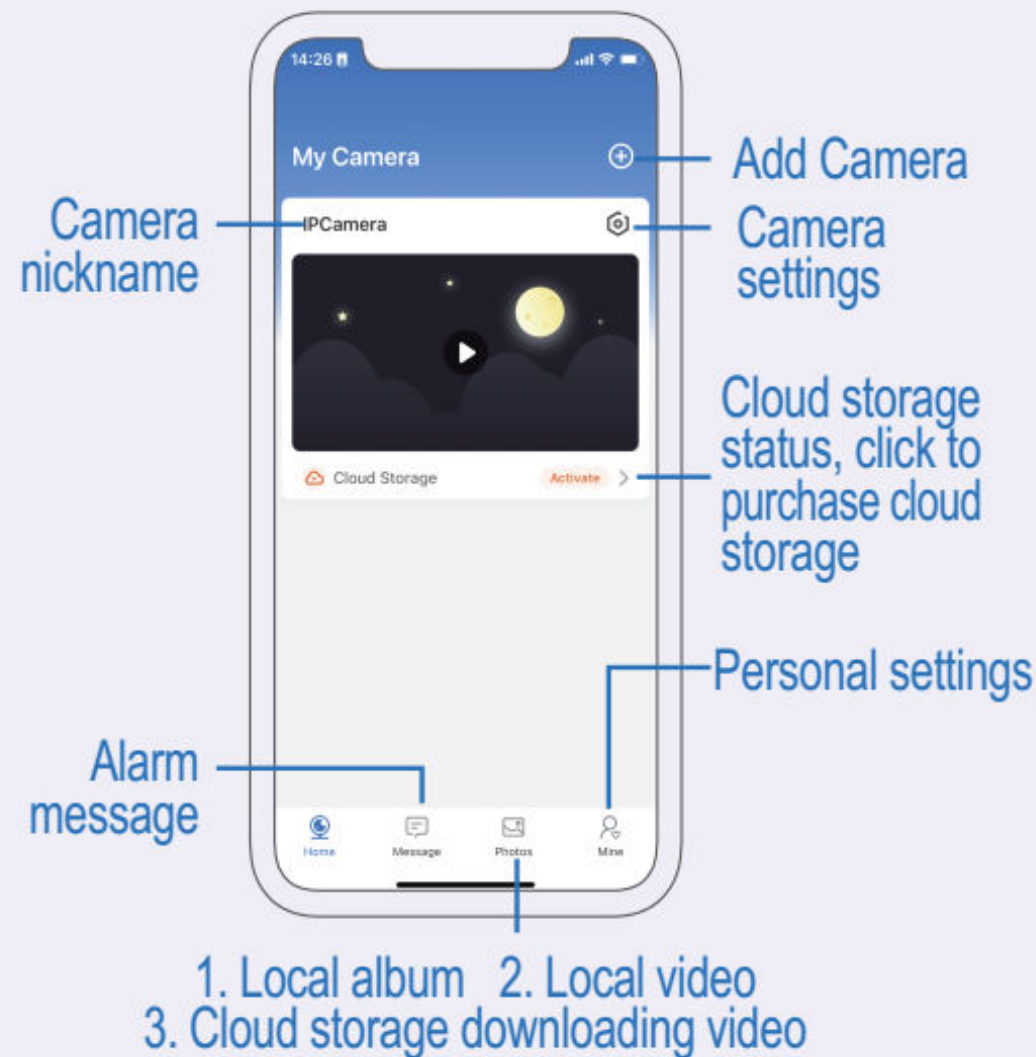 14:26
My Camera
Add Camera
Camera
nickname
IPCamera
Camera
settings
Cloud storage
status, click to
purchase cloud
storage
Cloud Storage
Activate
Personal settings
Alarm
message
Home
Message
Photos
Mine
1. Local album 2. Local video
3. Cloud storage downloading video